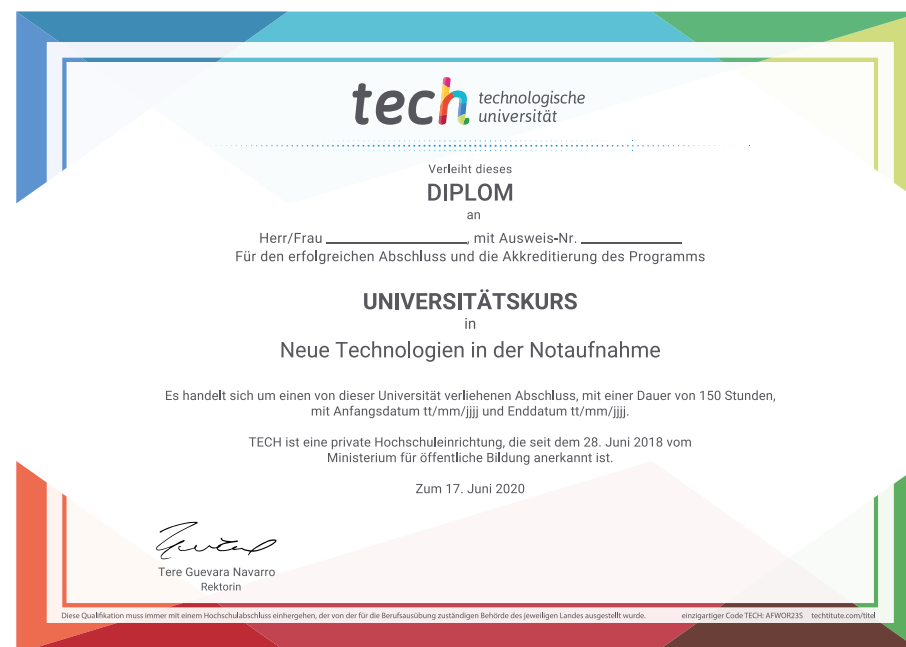 tech technologische
universität
Verleiht dieses
DIPLOM
an
Herr/Frau ____________________, mit Ausweis-Nr. ______________
Für den erfolgreichen Abschluss und die Akkreditierung des Programms
UNIVERSITÄTSKURS
in
Neue Technologien in der Notaufnahme
Es handelt sich um einen von dieser Universität verliehenen Abschluss, mit einer Dauer von 150 Stunden,
mit Anfangsdatum tt/mm/jjjj und Enddatum tt/mm/jjjj.
TECH ist eine private Hochschuleinrichtung, die seit dem 28. Juni 2018 vom
Ministerium für öffentliche Bildung anerkannt ist.
Zum 17. Juni 2020
Tere Guevara Navarro
Rektorin
Diese Qualifikation muss immer mit einem Hochschulabschluss einhergehen, der von der für die Berufsausübung zuständigen Behörde des jeweiligen Landes ausgestellt wurde. einzigartiger Code TECH: AFWOR23S techtitute.com/titel